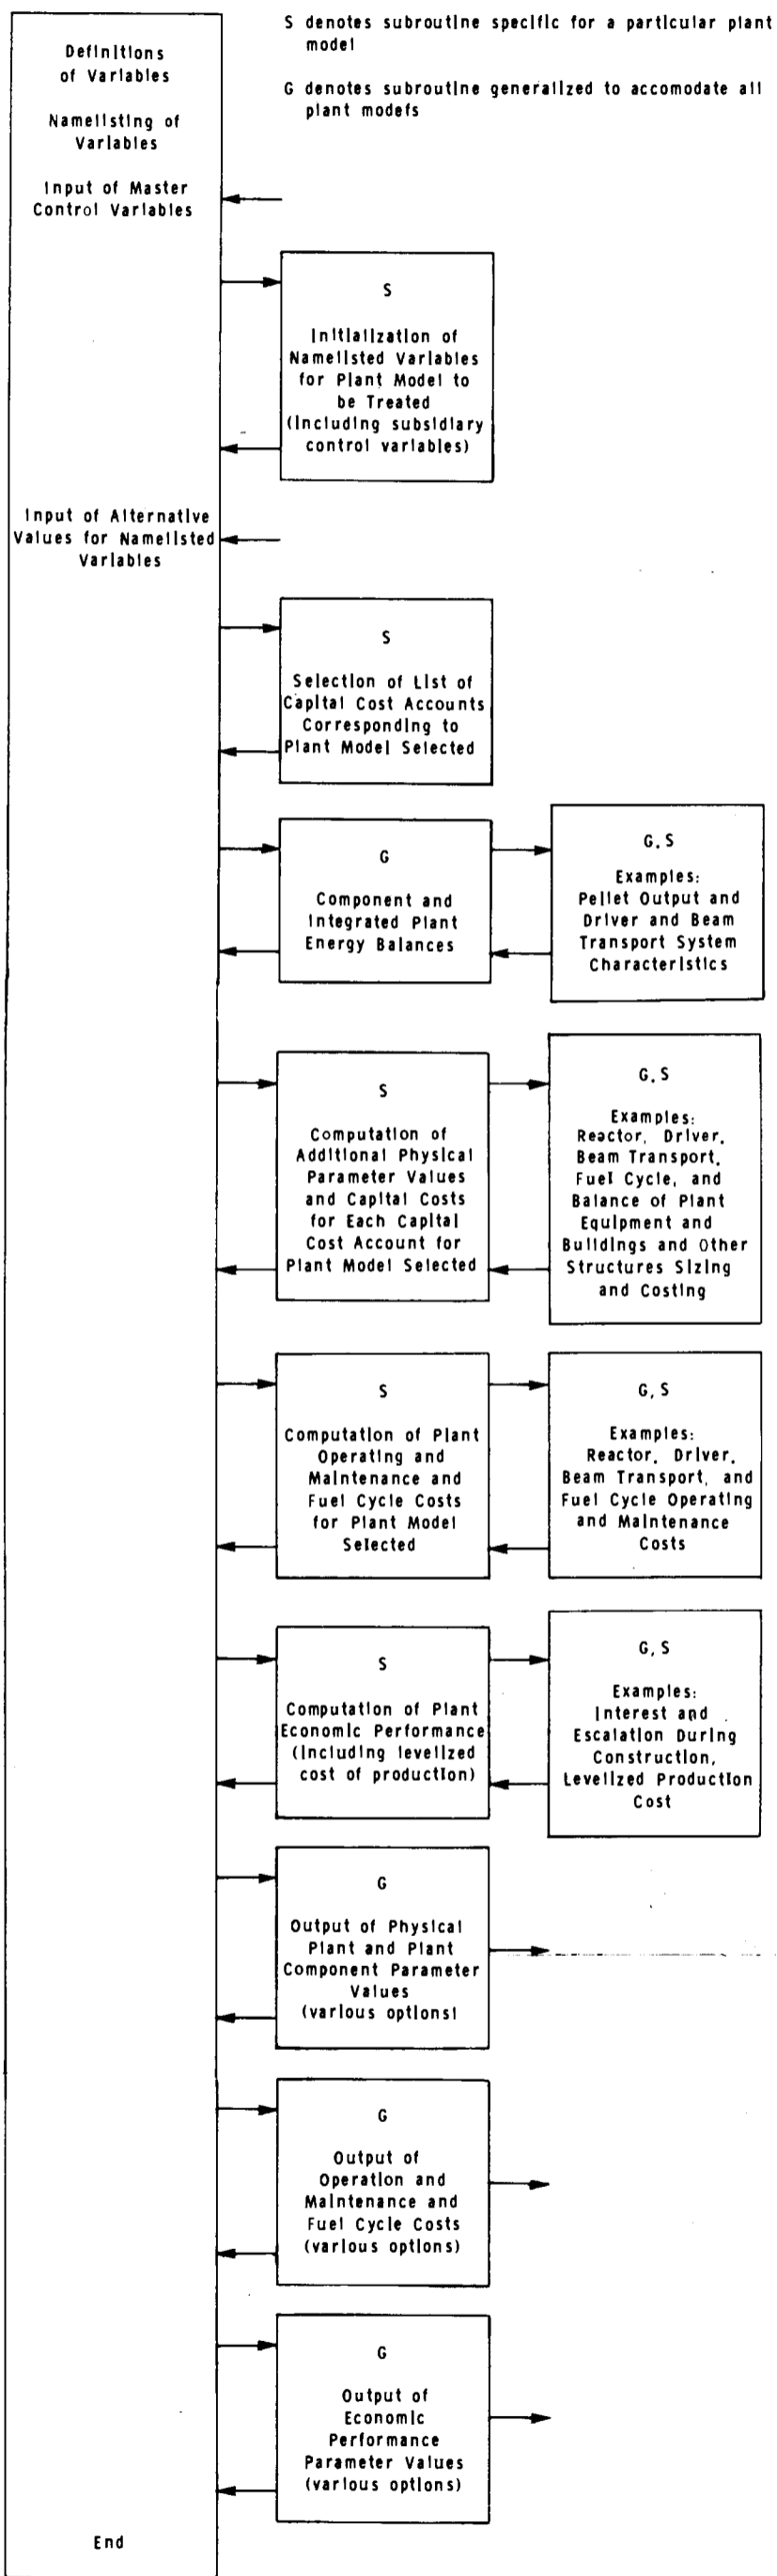 S denotes subroutine specific for a particular plant
model
G denotes subroutine generalized to accomodate all
plant models
Definitions
of Variables
Namelisting of
Variables
Input of Master
Control Variables
S
Initialization of
Namelisted Variables
for Plant Model to
be Treated
(including subsidiary
control variables)
Input of Alternative
Values for Namelisted
Variables
S
Selection of List of
Capital Cost Accounts
Corresponding to
Plant Model Selected
G
Component and
Integrated Plant
Energy Balances
G,S
Examples:
Pellet Output and
Driver and Beam
Transport System
Characteristics
S
Computation of
Additional Physical
Parameter Values
and Capital Costs
for Each Capital
Cost Account for
Plant Model Selected
G,S
Examples:
Reactor, Driver,
Beam Transport,
Fuel Cycle, and
Balance of Plant
Equipment and
Buildings and Other
Structures Sizing
and Costing
S
Computation of Plant
Operating and
Maintenance and
Fuel Cycle Costs
for Plant Model
Selected
G,S
Examples:
Reactor, Driver,
Beam Transport, and
Fuel Cycle Operating
and Maintenance
Costs
S
Computation of Plant
Economic Performance
(including levelized
cost of production)
G,S
Examples:
Interest and
Escalation During
Construction,
Levelized Production
Cost
G
Output of Physical
Plant and Plant
Component Parameter
Values
(various options)
G
Output of
Operation and
Maintenance and
Fuel Cycle Costs
(various options)
G
Output of
Economic
Performance
Parameter Values
(various options)
End